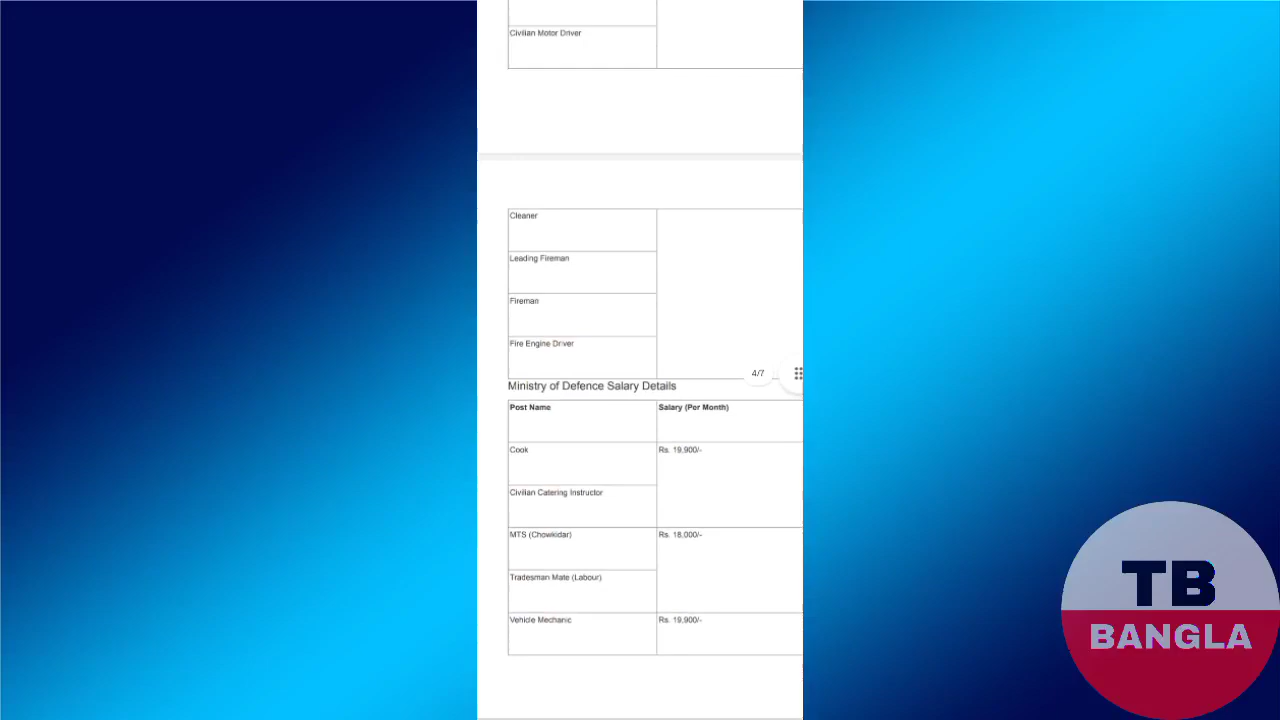 Civilian Motor Driver
Cleaner
Leading Fireman
Fireman
Fire Engine Driver
4/7
Ministry of Defence Salary Details
Post Name Salary (Per Month)
Cook Rs. 19,900/-
Civilian Catering Instructor
MTS (Chowkidar) Rs. 18,000/-
Tradesman Mate (Labour)
Vehicle Mechanic Rs. 19,900/-
TB
BANGLA